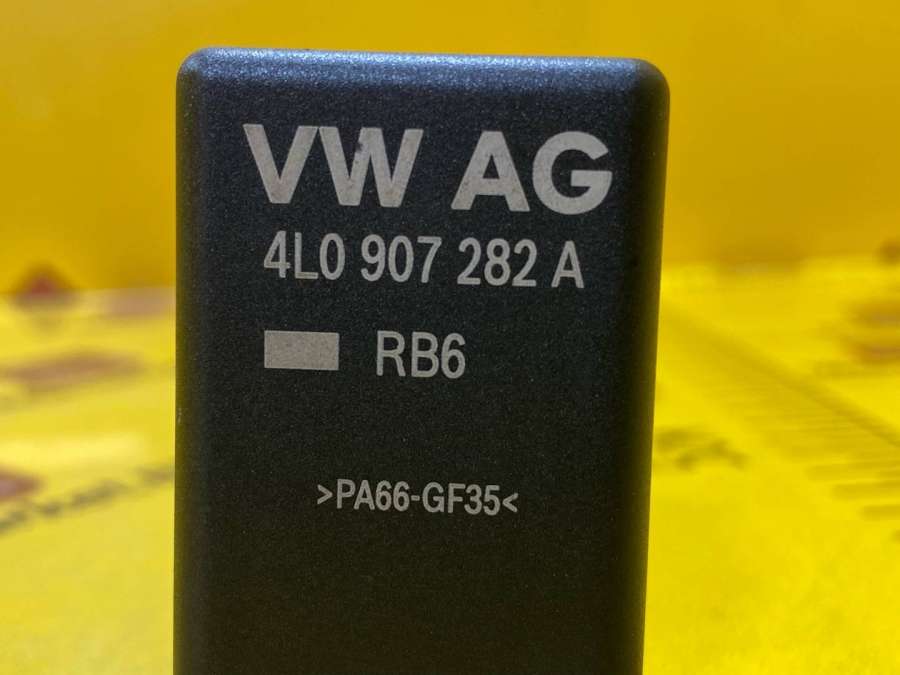 VW AG
4L0 907 282 A
RB6
>PA66-GF35<